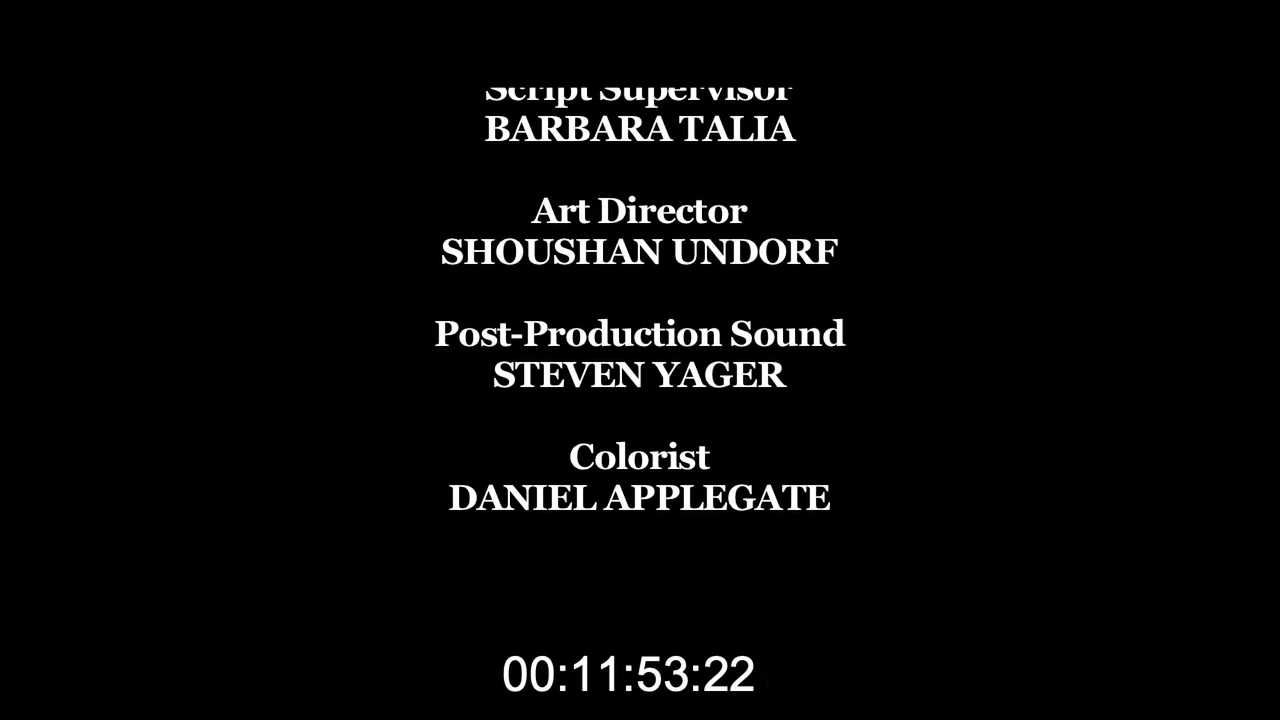 Script Supervisor
BARBARA TALIA
Art Director
SHOUSHAN UNDORF
Post-Production Sound
STEVEN YAGER
Colorist
DANIEL APPLEGATE
00:11:53:22